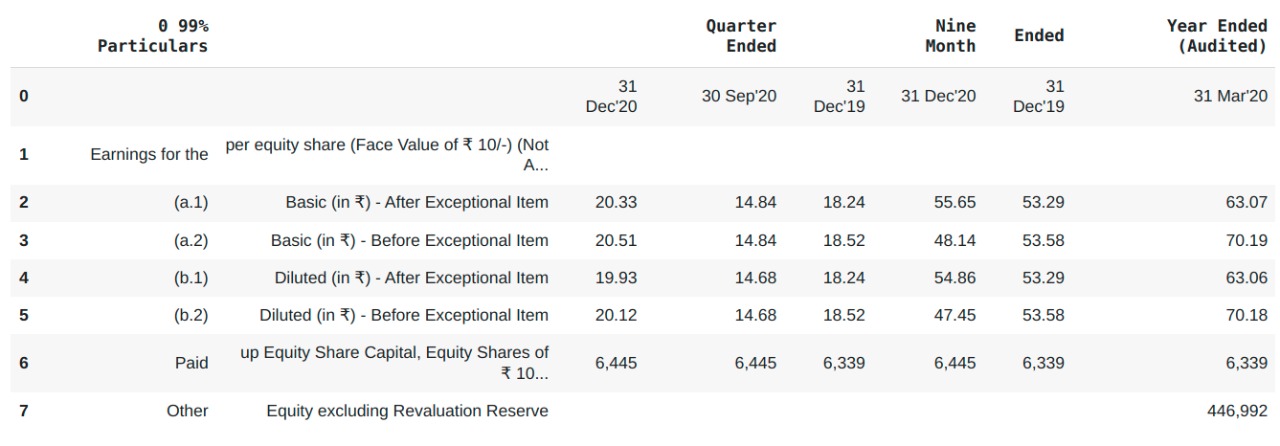 0 99% Particulars Quarter Ended Nine Month Ended Year Ended (Audited)
0 31 Dec'20 30 Sep'20 31 Dec'19 31 Dec'20 31 Dec'19 31 Mar'20
1 Earnings for the per equity share (Face Value of ₹ 10/-) (Not A...
2 (a.1) Basic (in ₹) - After Exceptional Item 20.33 14.84 18.24 55.65 53.29 63.07
3 (a.2) Basic (in ₹) - Before Exceptional Item 20.51 14.84 18.52 48.14 53.58 70.19
4 (b.1) Diluted (in ₹) - After Exceptional Item 19.93 14.68 18.24 54.86 53.29 63.06
5 (b.2) Diluted (in ₹) - Before Exceptional Item 20.12 14.68 18.52 47.45 53.58 70.18
6 Paid up Equity Share Capital, Equity Shares of ₹ 10... 6,445 6,445 6,339 6,445 6,339 6,339
7 Other Equity excluding Revaluation Reserve 446,992